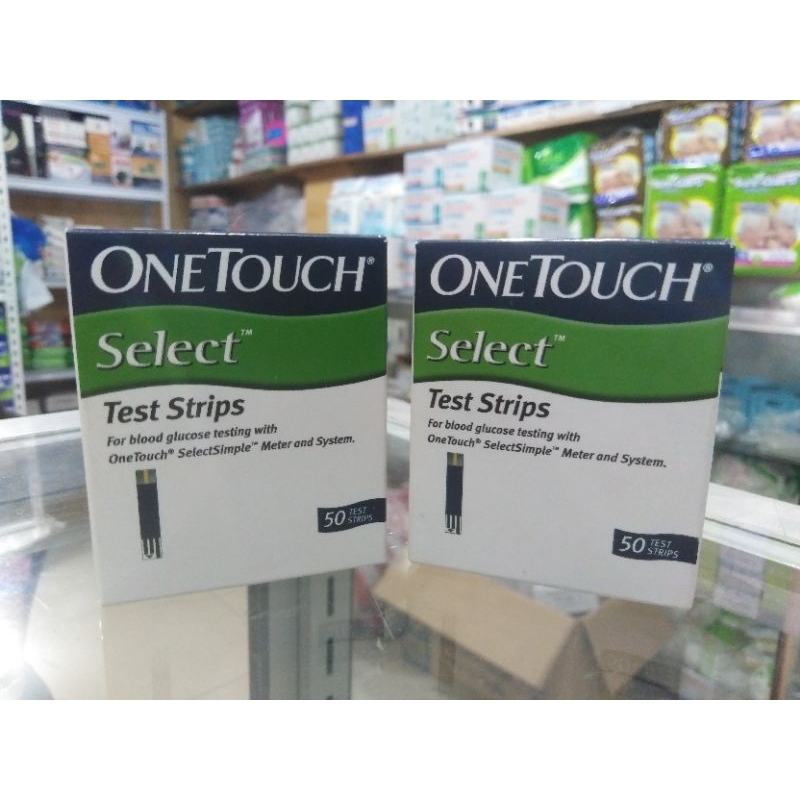 ONETOUCH®
Select™
Test Strips
For blood glucose testing with
OneTouch® SelectSimple™ Meter and System.
50 TEST
STRIPS
ONETOUCH®
Select™
Test Strips
For blood glucose testing with
OneTouch® SelectSimple™ Meter and System.
50 TEST
STRIPS